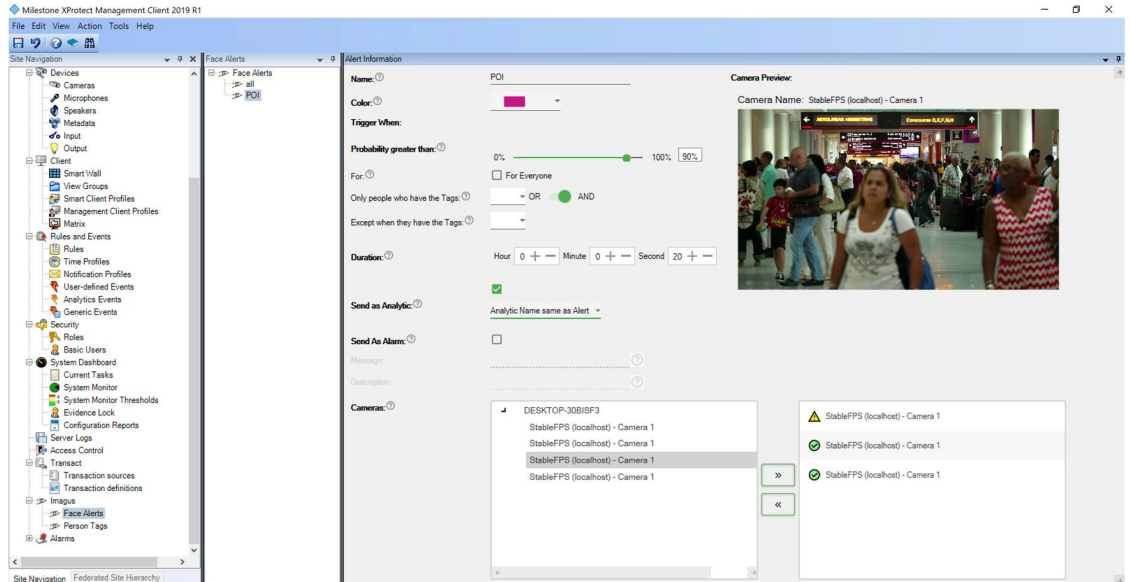 Milestone XProtect Management Client 2019 R1
File Edit View Action Tools Help
Site Navigation
Devices
Cameras
Microphones
Speakers
Metadata
Input
Output
Client
Smart Wall
View Groups
Smart Client Profiles
Management Client Profiles
Matrix
Rules and Events
Rules
Time Profiles
Notification Profiles
User-defined Events
Analytics Events
Generic Events
Security
Roles
Basic Users
System Dashboard
Current Tasks
System Monitor
System Monitor Thresholds
Evidence Lock
Configuration Reports
Server Logs
Access Control
Transact
Transaction sources
Transaction definitions
Imagus
Face Alerts
Person Tags
Alarms
Site Navigation Federated Site Hierarchy
Face Alerts
Face Alerts
all
POI
Alert Information
Name: POI
Color:
Trigger When:
Probability greater than: 0% 100% 90%
For: For Everyone
Only people who have the Tags: OR AND
Except when they have the Tags:
Duration: Hour 0 Minute 0 Second 20
Send as Analytic: Analytic Name same as Alert
Send As Alarm:
Message:
Description:
Cameras:
DESKTOP-30BISF3
StableFPS (localhost) - Camera 1
StableFPS (localhost) - Camera 1
StableFPS (localhost) - Camera 1
StableFPS (localhost) - Camera 1
StableFPS (localhost) - Camera 1
StableFPS (localhost) - Camera 1
StableFPS (localhost) - Camera 1
Camera Preview:
Camera Name: StableFPS (localhost) - Camera 1
AEROLINEAS ARGENTINAS
Concourse D,E,F,G,H